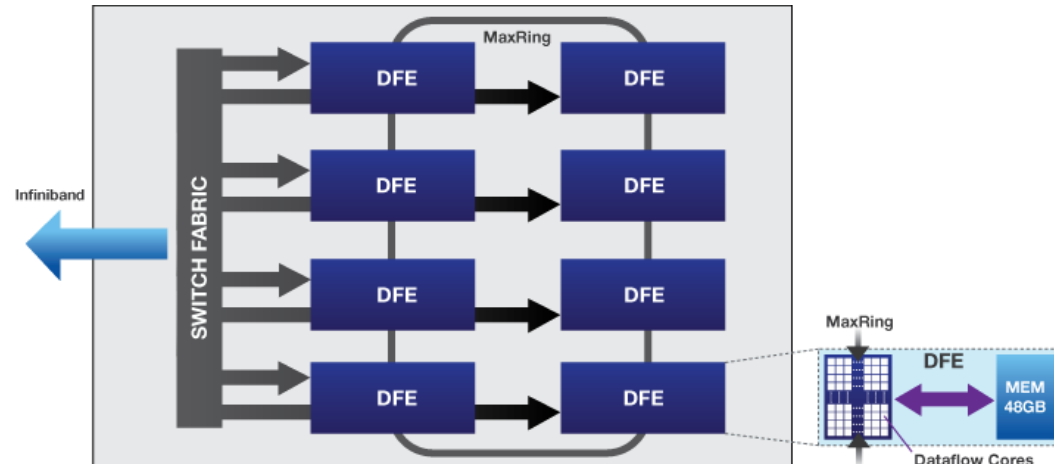 MaxRing
DFE
DFE
DFE
DFE
Infiniband
SWITCH FABRIC
DFE
DFE
DFE
DFE
MaxRing
DFE
MEM
48GB
Dataflow Cores